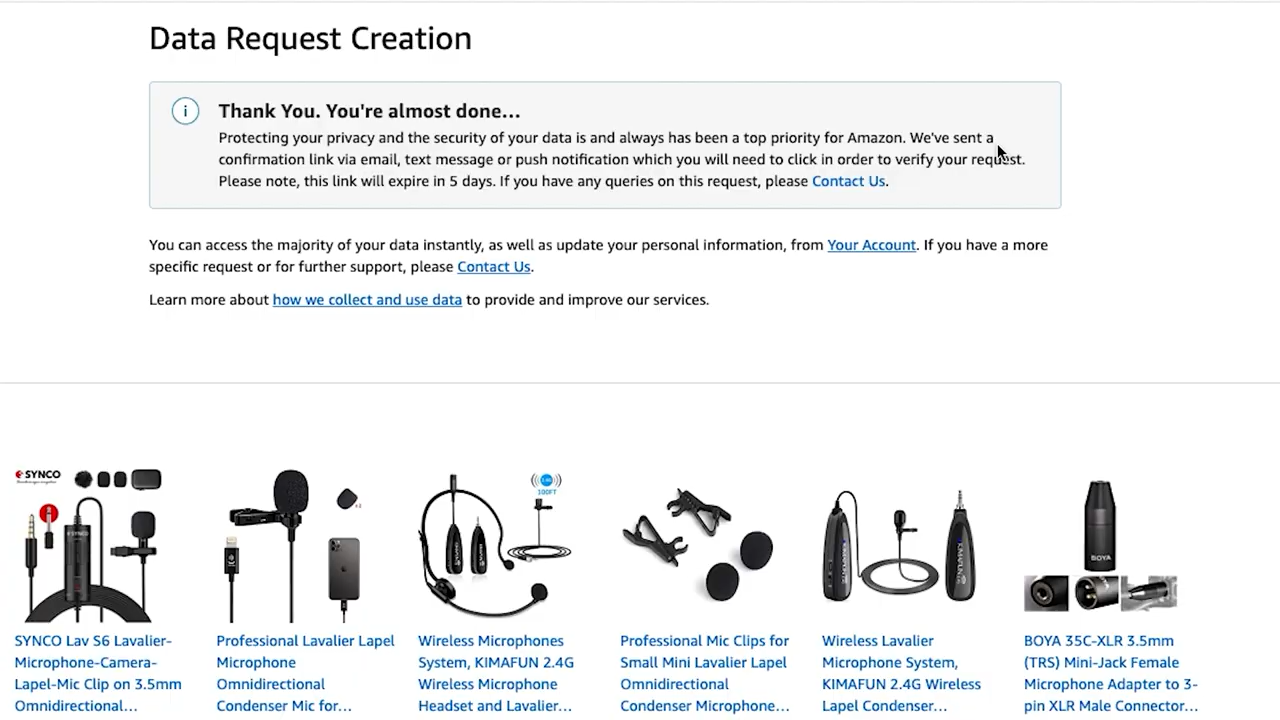 Data Request Creation
Thank You. You're almost done...
Protecting your privacy and the security of your data is and always has been a top priority for Amazon. We've sent a
confirmation link via email, text message or push notification which you will need to click in order to verify your request.
Please note, this link will expire in 5 days. If you have any queries on this request, please Contact Us.
You can access the majority of your data instantly, as well as update your personal information, from Your Account. If you have a more
specific request or for further support, please Contact Us.
Learn more about how we collect and use data to provide and improve our services.
SYNCO
SYNCO
100FT
KIMAFUN
BOYA
SYNCO Lav S6 Lavalier-
Microphone-Camera-
Lapel-Mic Clip on 3.5mm
Omnidirectional...
Professional Lavalier Lapel
Microphone
Omnidirectional
Condenser Mic for...
Wireless Microphones
System, KIMAFUN 2.4G
Wireless Microphone
Headset and Lavalier...
Professional Mic Clips for
Small Mini Lavalier Lapel
Omnidirectional
Condenser Microphone...
Wireless Lavalier
Microphone System,
KIMAFUN 2.4G Wireless
Lapel Condenser...
BOYA 35C-XLR 3.5mm
(TRS) Mini-Jack Female
Microphone Adapter to 3-
pin XLR Male Connector...